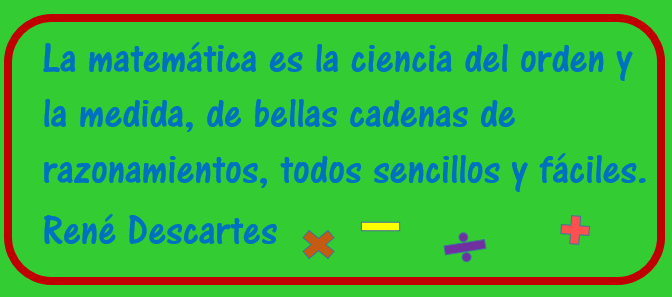 La matemática es la ciencia del orden y
la medida, de bellas cadenas de
razonamientos, todos sencillos y fáciles.
René Descartes